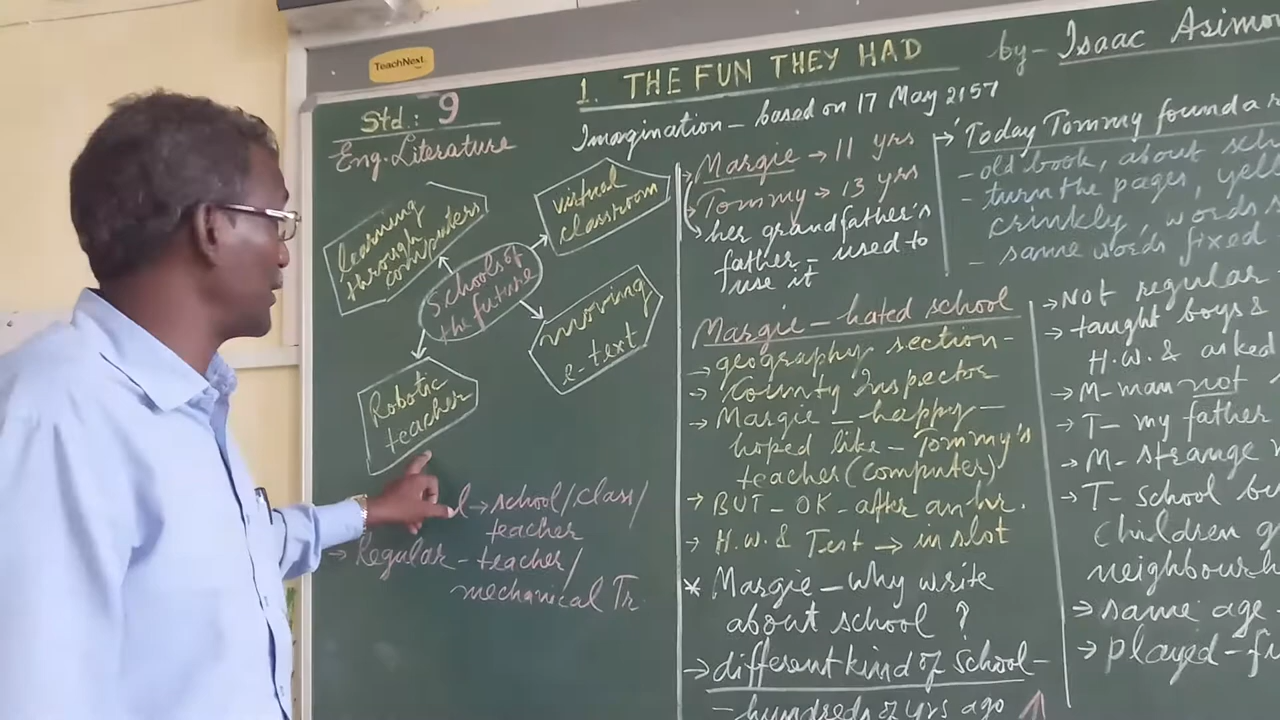 TeachNext
1. THE FUN THEY HAD
by- Isaac Asimov
Std.: 9
Eng. Literature
Imagination - based on 17 May 2157
learning
through
computers
virtual
classroom
Schools of
the future
moving
e-text
Robotic
teacher
→ school/class/
teacher
→ Regular - teacher/
mechanical Tr.
→ Margie → 11 yrs
Tommy → 13 yrs
→ her grandfather's
father - used to
use it
Margie - hated school
→ geography section-
→ County Inspector
→ Margie - happy -
hoped like - Tommy's
teacher (computer)
→ BUT - OK - after an hr.
→ H.W. & Test → in slot
* Margie - why write
about school ?
→ different kind of school -
- hundreds of yrs ago
→ Today Tommy found a
- old book, about
- turn the pages,
crinkly, words
- same words fixed
→ Not regular
→ taught boys &
H.W. & asked
→ M- man not
→ T- my father
→ M- strange
→ T- school
children
→ same age
→ played -